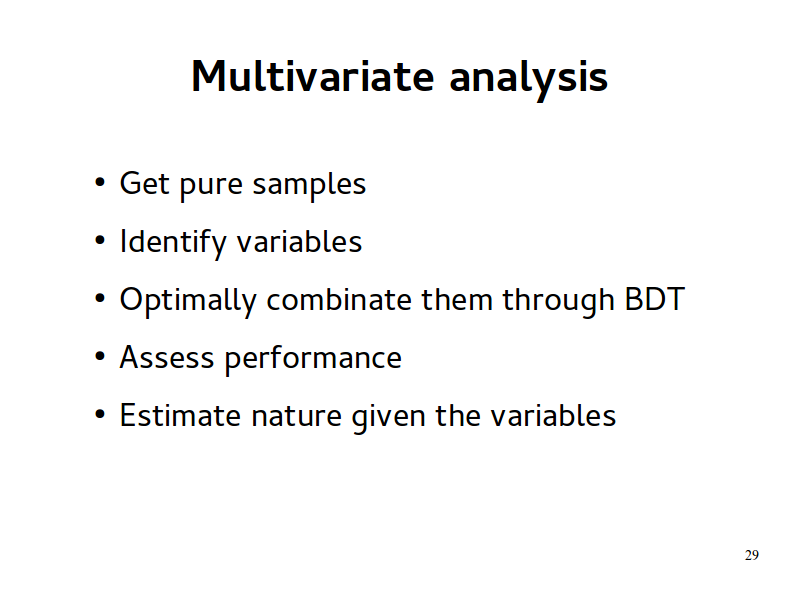 Multivariate analysis
• Get pure samples
• Identify variables
• Optimally combinate them through BDT
• Assess performance
• Estimate nature given the variables
29